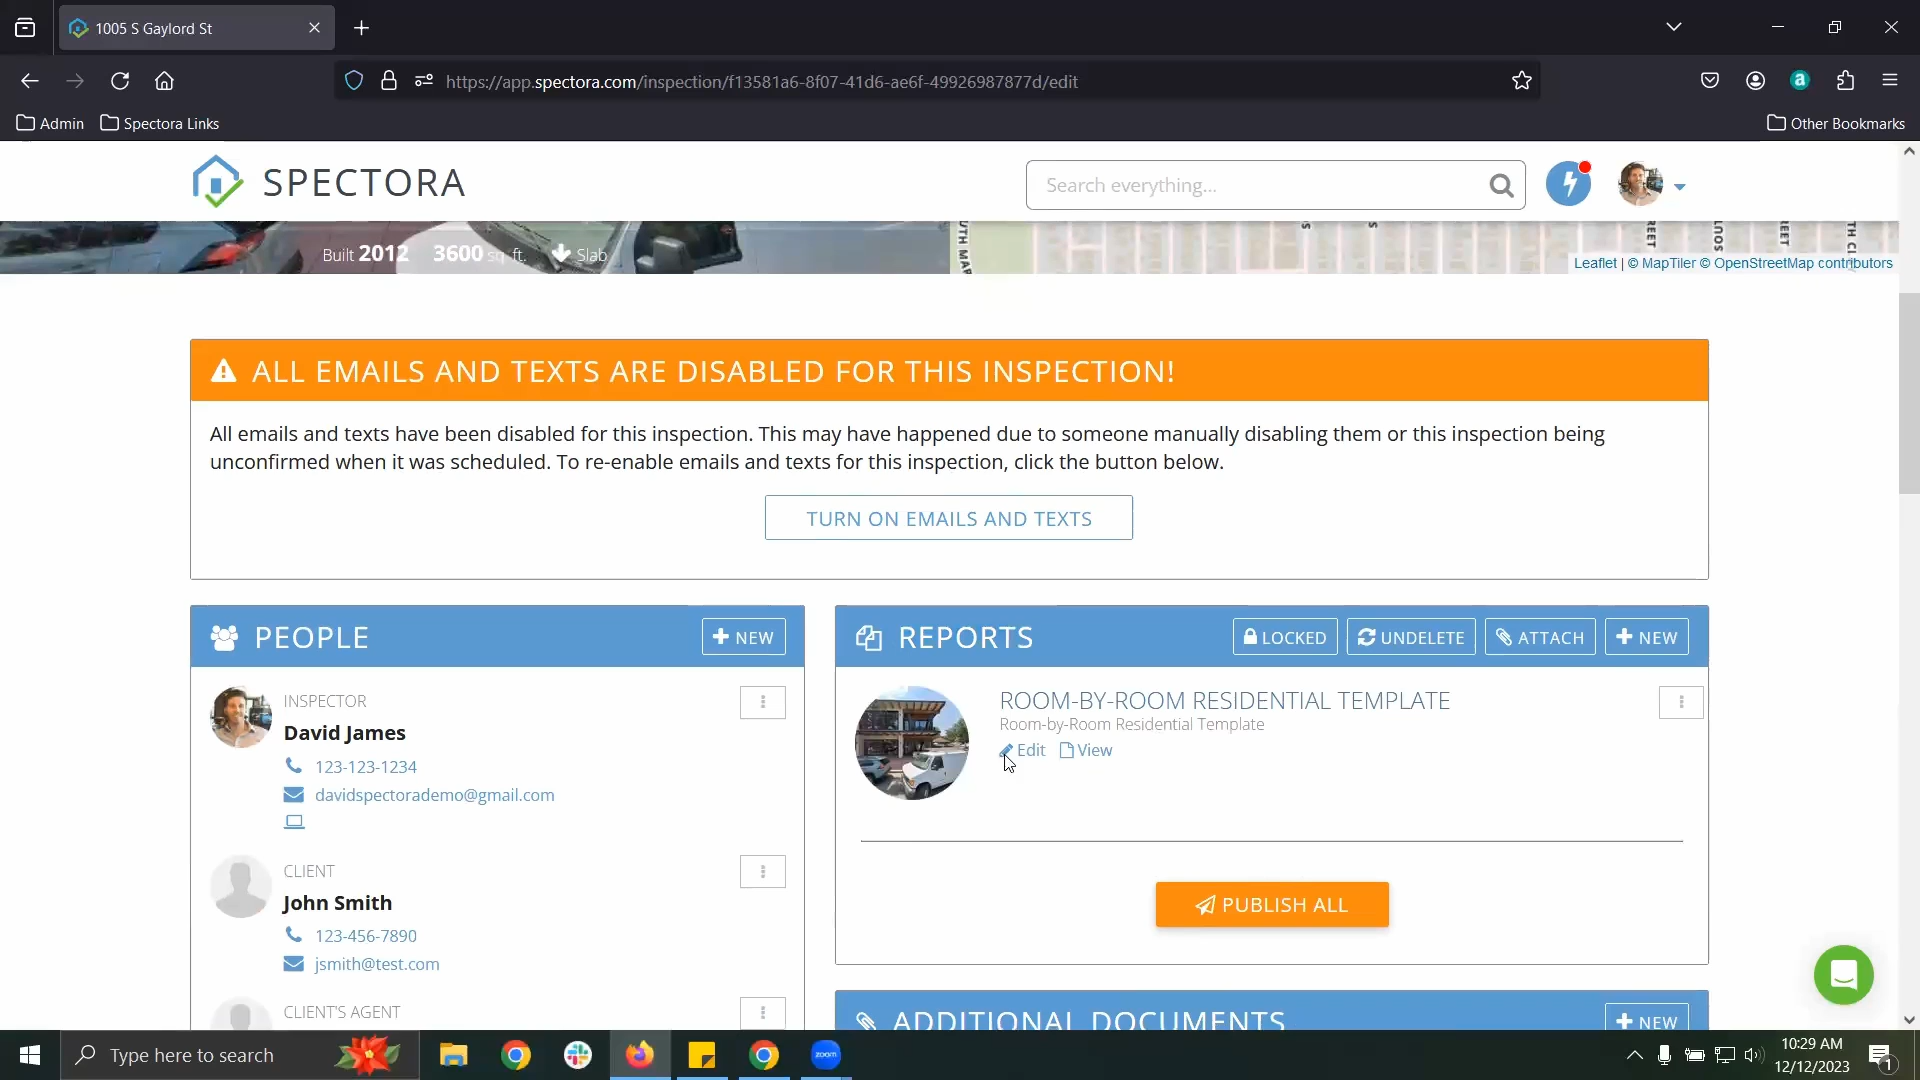 1005 S Gaylord St
https://app.spectora.com/inspection/f13581a6-8f07-41d6-ae6f-49926987877d/edit
Admin
Spectora Links
Other Bookmarks
SPECTORA
Search everything...
Built 2012 3600 sq. ft. Slab
Leaflet | © MapTiler © OpenStreetMap contributors
ALL EMAILS AND TEXTS ARE DISABLED FOR THIS INSPECTION!
All emails and texts have been disabled for this inspection. This may have happened due to someone manually disabling them or this inspection being
unconfirmed when it was scheduled. To re-enable emails and texts for this inspection, click the button below.
TURN ON EMAILS AND TEXTS
PEOPLE
NEW
INSPECTOR
David James
123-123-1234
davidspectorademo@gmail.com
CLIENT
John Smith
123-456-7890
jsmith@test.com
CLIENT'S AGENT
REPORTS
LOCKED
UNDELETE
ATTACH
NEW
ROOM-BY-ROOM RESIDENTIAL TEMPLATE
Room-by-Room Residential Template
Edit
View
PUBLISH ALL
ADDITIONAL DOCUMENTS
NEW
Type here to search
zoom
10:29 AM
12/12/2023
1